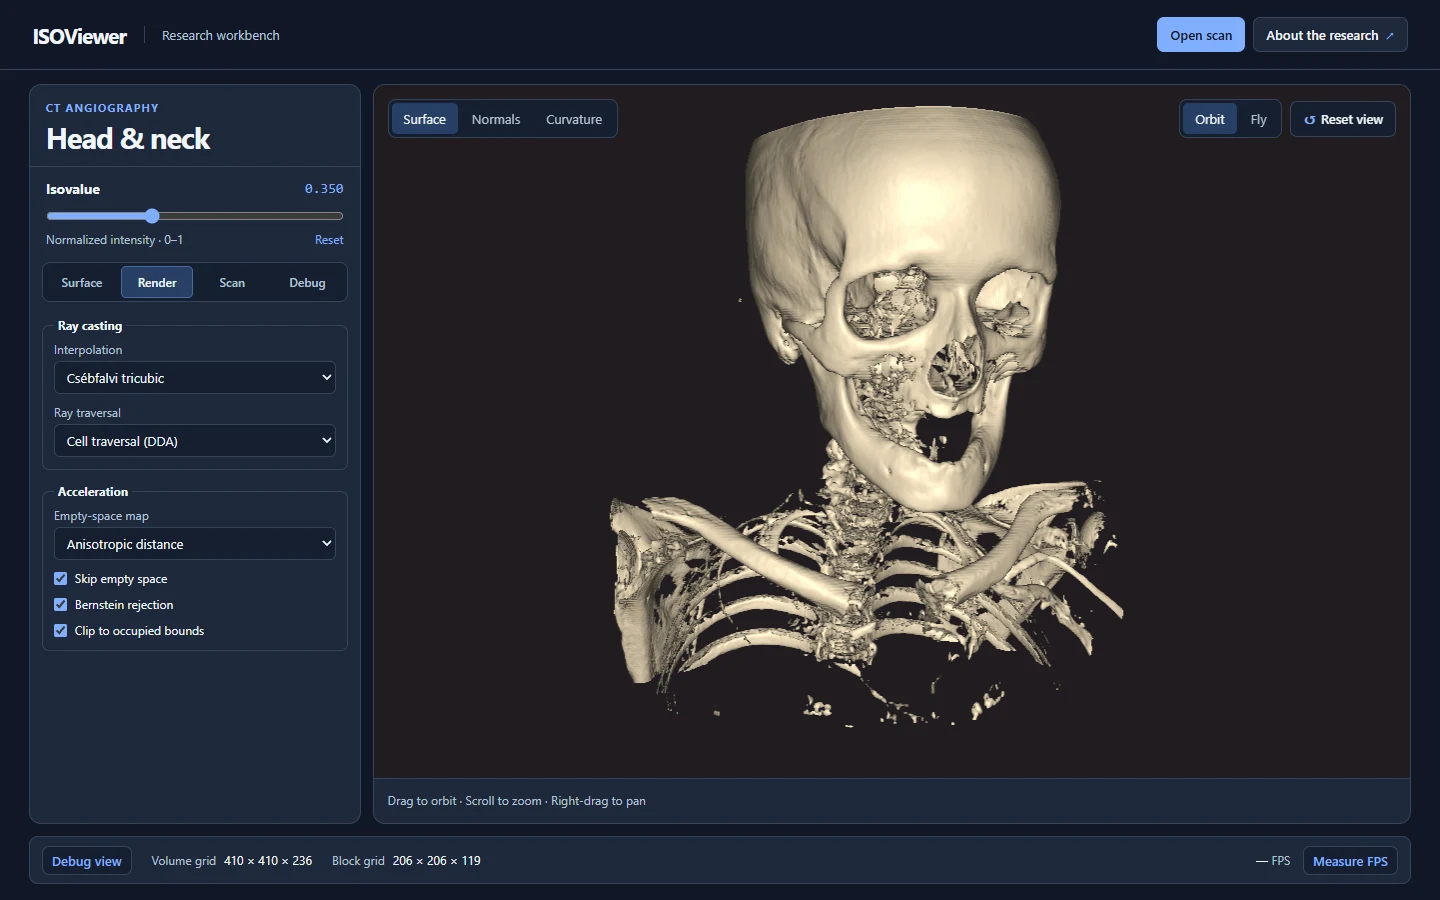 ISOViewer
Research workbench
Open scan
About the research ↗
CT ANGIOGRAPHY
Head & neck
Isovalue 0.350
Normalized intensity · 0–1 Reset
Surface Render Scan Debug
Ray casting
Interpolation
Csébfalvi tricubic
Ray traversal
Cell traversal (DDA)
Acceleration
Empty-space map
Anisotropic distance
Skip empty space
Bernstein rejection
Clip to occupied bounds
Surface Normals Curvature
Orbit Fly
↺ Reset view
Drag to orbit · Scroll to zoom · Right-drag to pan
Debug view
Volume grid 410 × 410 × 236
Block grid 206 × 206 × 119
— FPS
Measure FPS